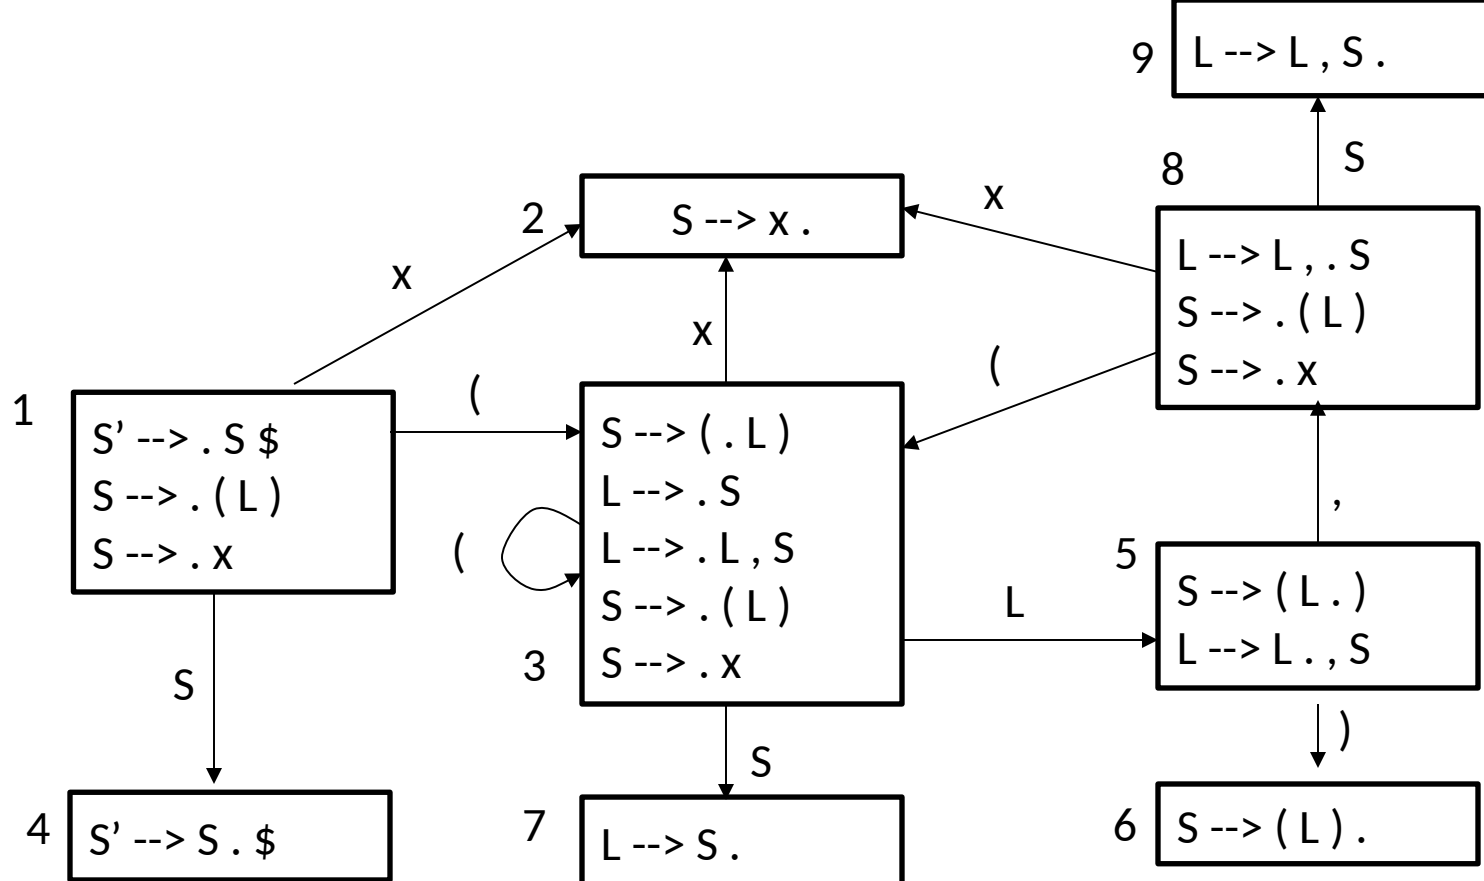 9
L --> L , S .
S
8
x
2
S --> x .
L --> L , . S
S --> . ( L )
S --> . x
x
x
(
(
1
S’ --> . S $
S --> . ( L )
S --> . x
S --> ( . L )
L --> . S
L --> . L , S
S --> . ( L )
S --> . x
(
3
,
5
S --> ( L . )
L --> L . , S
L
S
)
S
4
S’ --> S . $
7
L --> S .
6
S --> ( L ) .